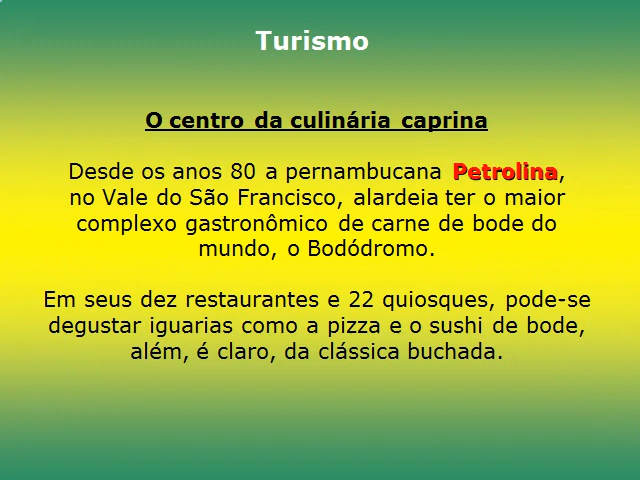 Turismo
O centro da culinária caprina
Desde os anos 80 a pernambucana Petrolina,
no Vale do São Francisco, alardeia ter o maior
complexo gastronômico de carne de bode do
mundo, o Bodódromo.
Em seus dez restaurantes e 22 quiosques, pode-se
degustar iguarias como a pizza e o sushi de bode,
além, é claro, da clássica buchada.